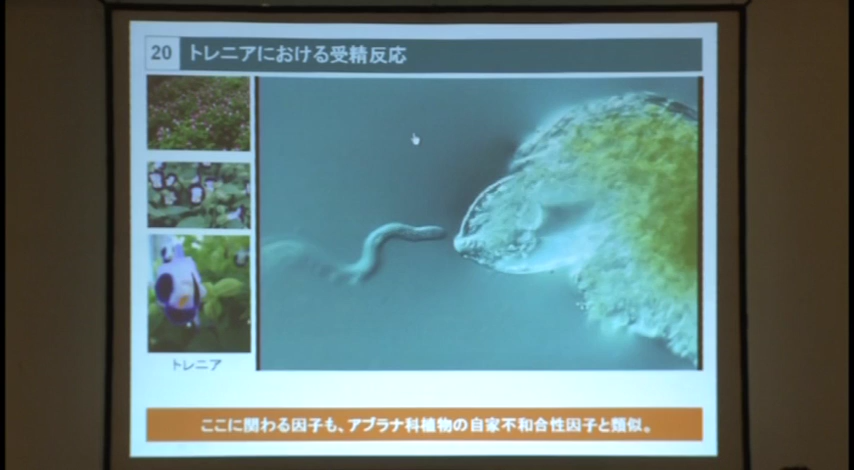 20 トレニアにおける受精反応
トレニア
ここに関わる因子も、アブラナ科植物の自家不和合性因子と類似。